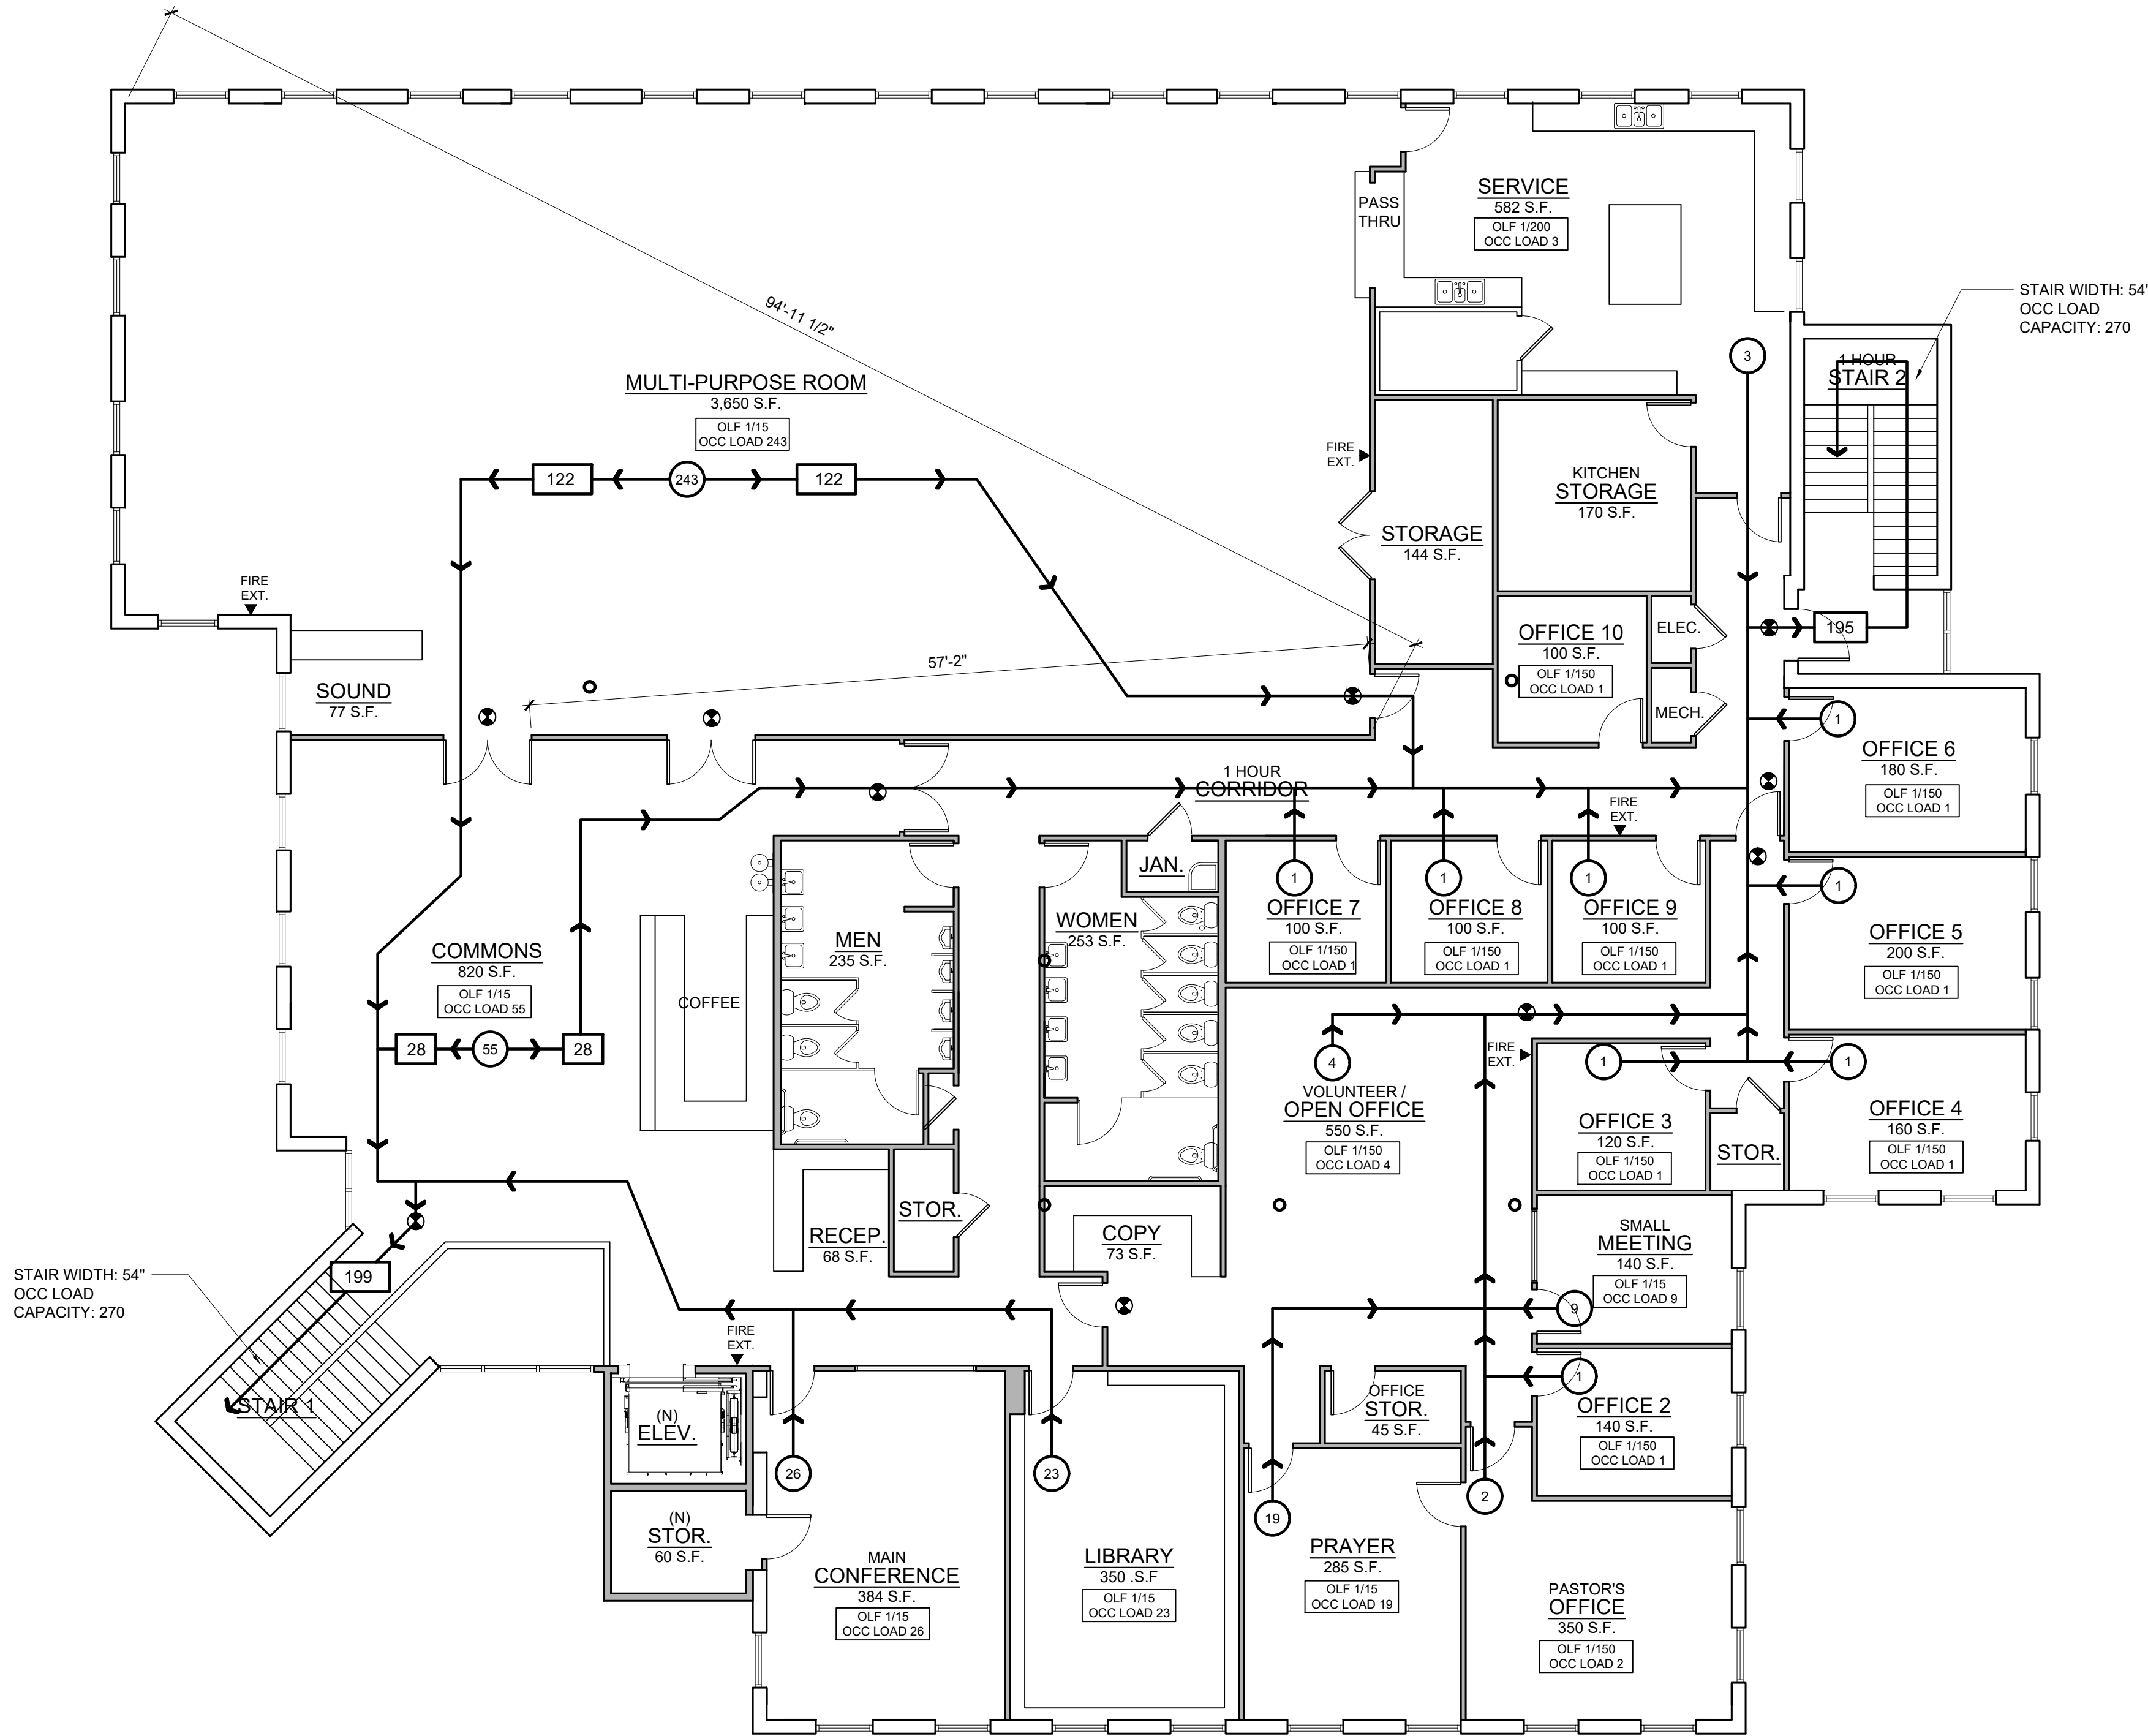 94'-11 1/2"
SERVICE
582 S.F.
OLF 1/200
OCC LOAD 3
PASS
THRU
STAIR WIDTH: 54'
OCC LOAD
CAPACITY: 270
3
1 HOUR
STAIR 2
MULTI-PURPOSE ROOM
3,650 S.F.
OLF 1/15
OCC LOAD 243
122
243
122
FIRE
EXT.
KITCHEN
STORAGE
170 S.F.
STORAGE
144 S.F.
FIRE
EXT.
SOUND
77 S.F.
57'-2"
OFFICE 10
100 S.F.
OLF 1/150
OCC LOAD 1
ELEC.
MECH.
195
1
OFFICE 6
180 S.F.
OLF 1/150
OCC LOAD 1
1 HOUR
CORRIDOR
FIRE
EXT.
JAN.
1
OFFICE 7
100 S.F.
OLF 1/150
OCC LOAD 1
1
OFFICE 8
100 S.F.
OLF 1/150
OCC LOAD 1
1
OFFICE 9
100 S.F.
OLF 1/150
OCC LOAD 1
1
OFFICE 5
200 S.F.
OLF 1/150
OCC LOAD 1
COMMONS
820 S.F.
OLF 1/15
OCC LOAD 55
28
55
28
COFFEE
MEN
235 S.F.
WOMEN
253 S.F.
4
VOLUNTEER /
OPEN OFFICE
550 S.F.
OLF 1/150
OCC LOAD 4
FIRE
EXT.
1
OFFICE 3
120 S.F.
OLF 1/150
OCC LOAD 1
STOR.
1
OFFICE 4
160 S.F.
OLF 1/150
OCC LOAD 1
RECEP.
68 S.F.
STOR.
COPY
73 S.F.
SMALL
MEETING
140 S.F.
OLF 1/15
OCC LOAD 9
9
STAIR WIDTH: 54"
OCC LOAD
CAPACITY: 270
199
STAIR 1
FIRE
EXT.
(N)
ELEV.
(N)
STOR.
60 S.F.
26
MAIN
CONFERENCE
384 S.F.
OLF 1/15
OCC LOAD 26
23
LIBRARY
350 .S.F
OLF 1/15
OCC LOAD 23
19
PRAYER
285 S.F.
OLF 1/15
OCC LOAD 19
OFFICE
STOR.
45 S.F.
1
OFFICE 2
140 S.F.
OLF 1/150
OCC LOAD 1
2
PASTOR'S
OFFICE
350 S.F.
OLF 1/150
OCC LOAD 2